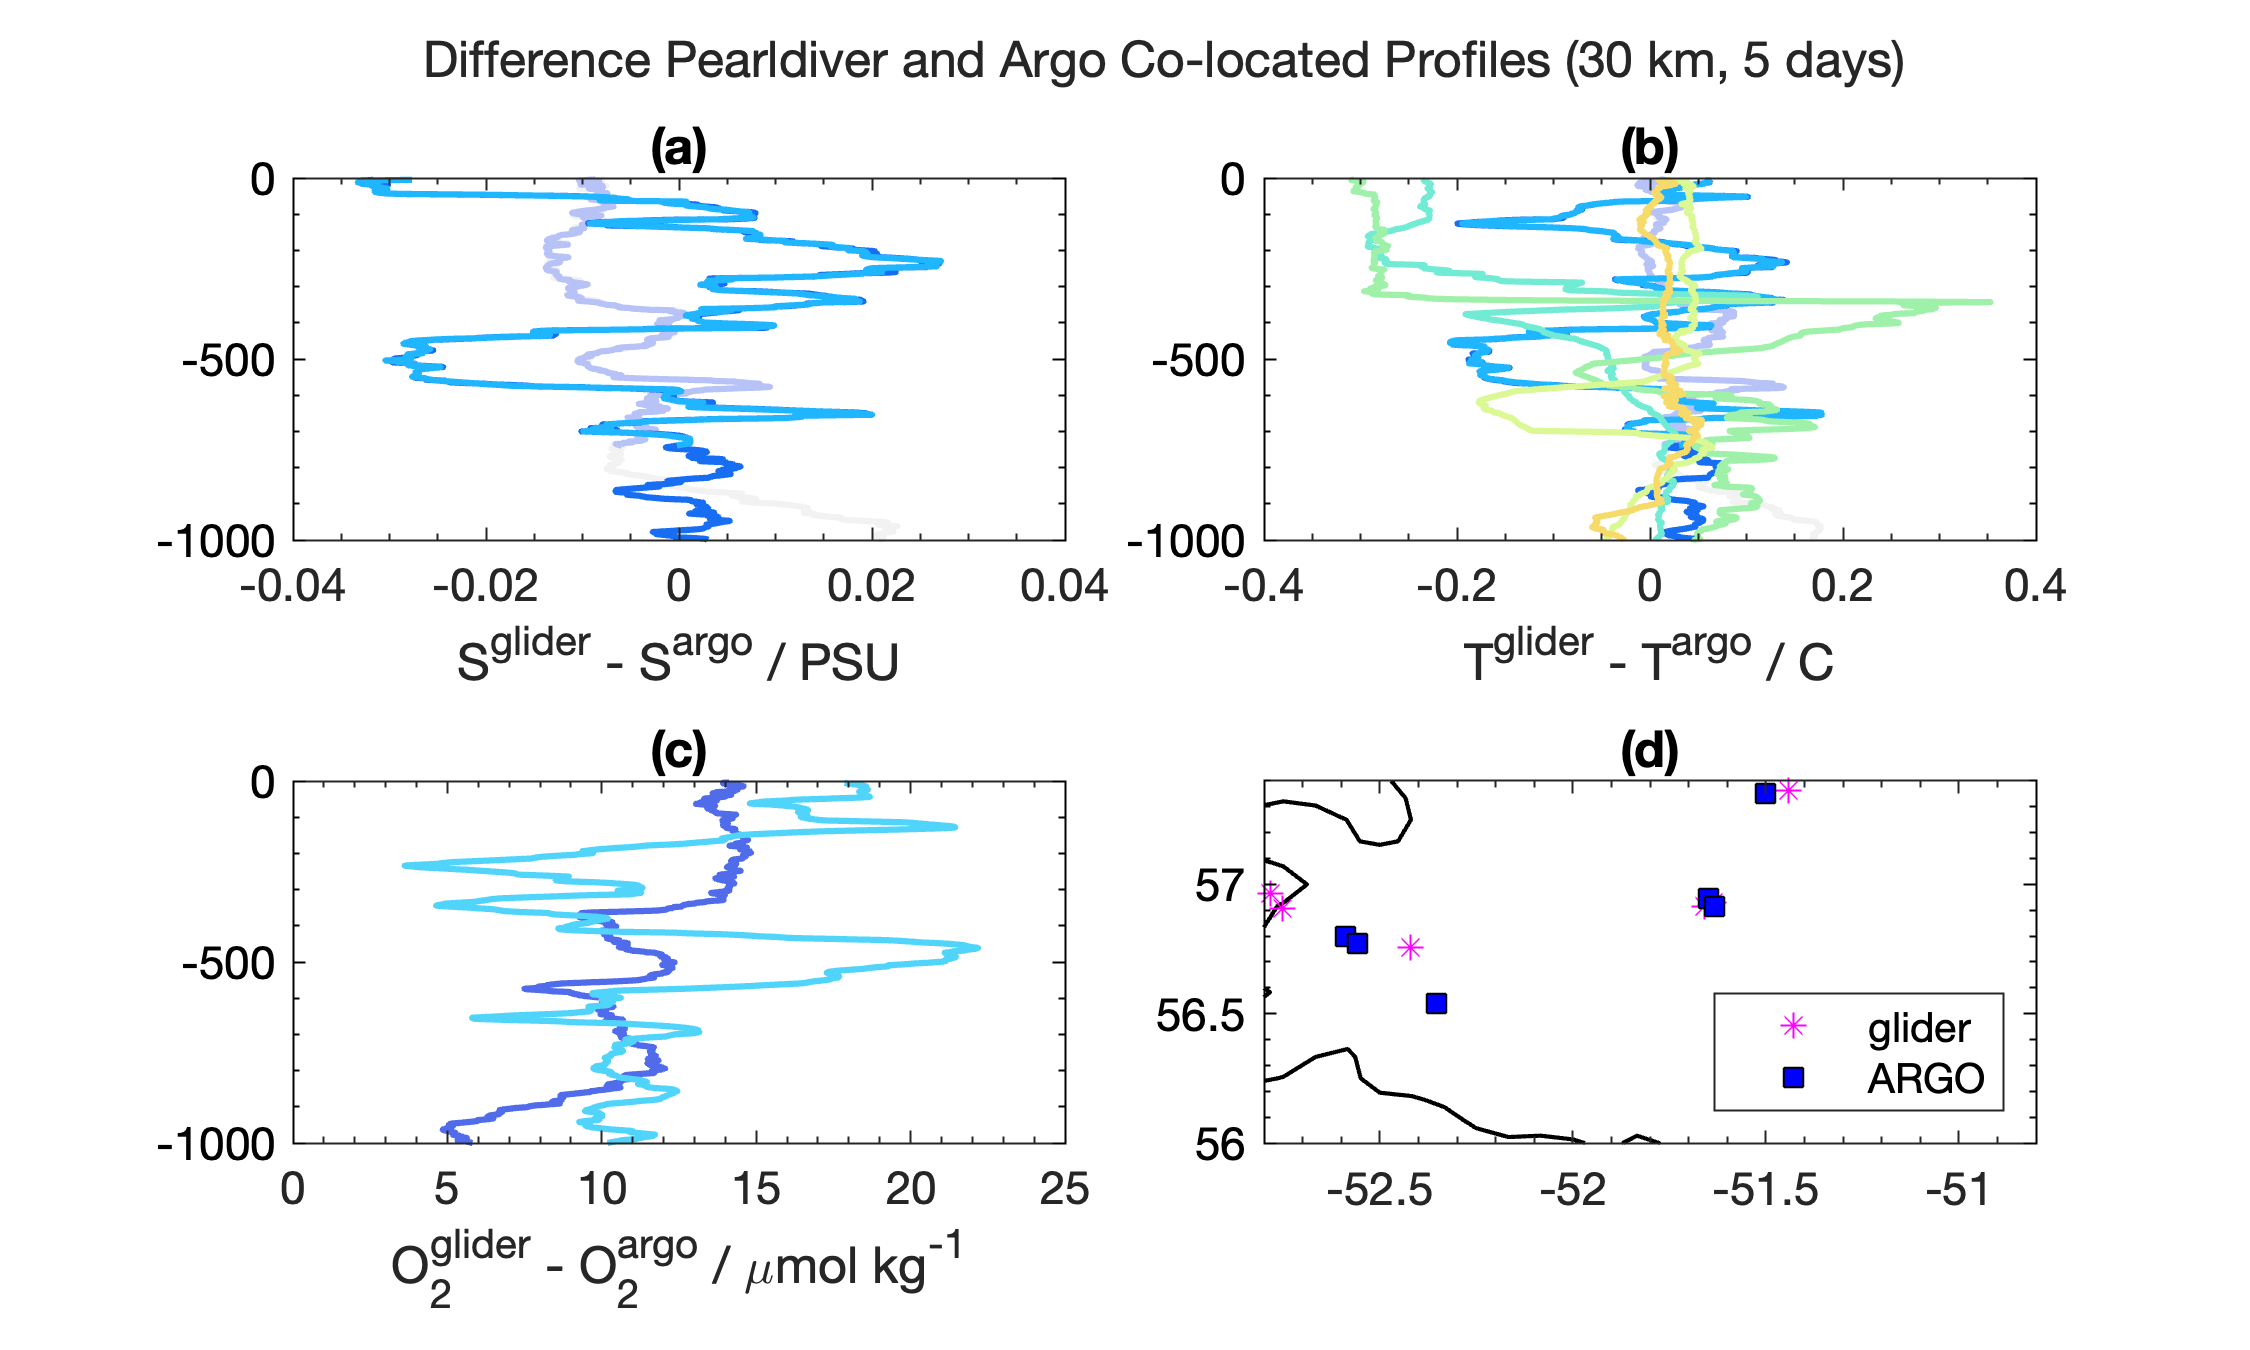 Difference Pearldiver and Argo Co-located Profiles (30 km, 5 days)
(a)
0
-500
-1000
-0.04 -0.02 0 0.02 0.04
S^glider - S^argo / PSU
(b)
0
-500
-1000
-0.4 -0.2 0 0.2 0.4
T^glider - T^argo / C
(c)
0
-500
-1000
0 5 10 15 20 25
O_2^glider - O_2^argo / μmol kg^-1
(d)
57
56.5
56
-52.5 -52 -51.5 -51
glider
ARGO